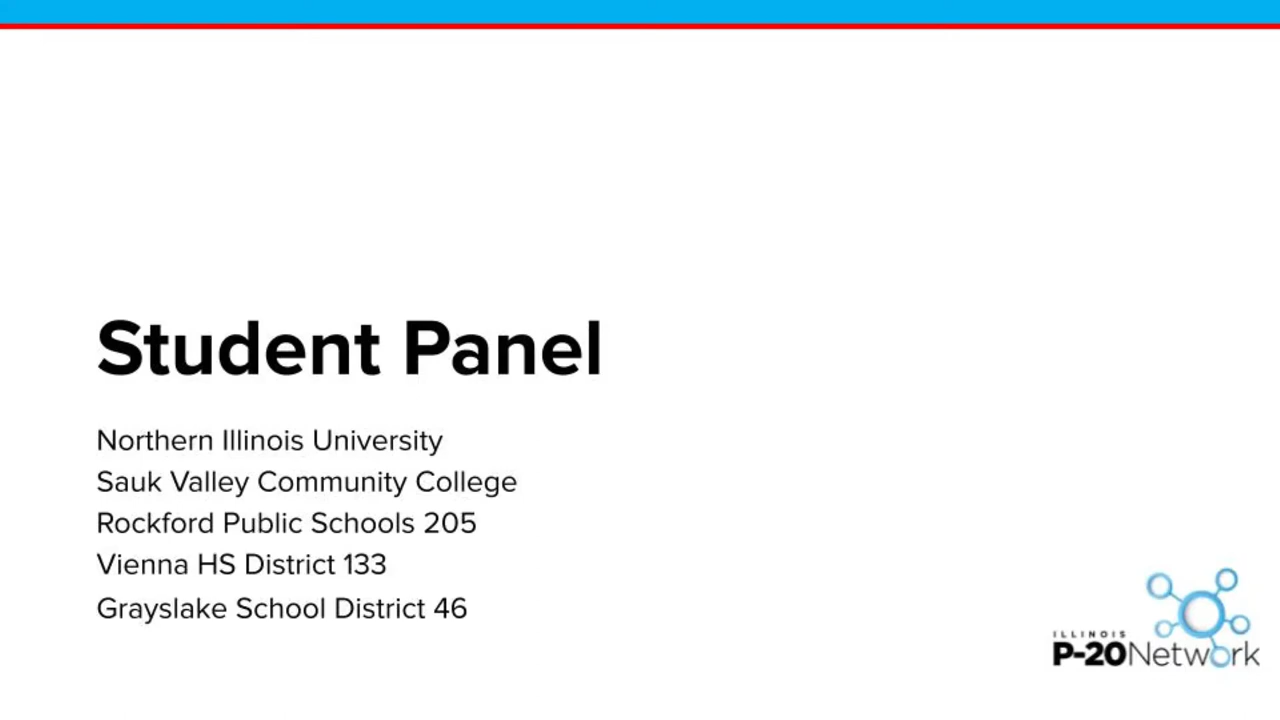 Student Panel
Northern Illinois University
Sauk Valley Community College
Rockford Public Schools 205
Vienna HS District 133
Grayslake School District 46
ILLINOIS
P-20Network